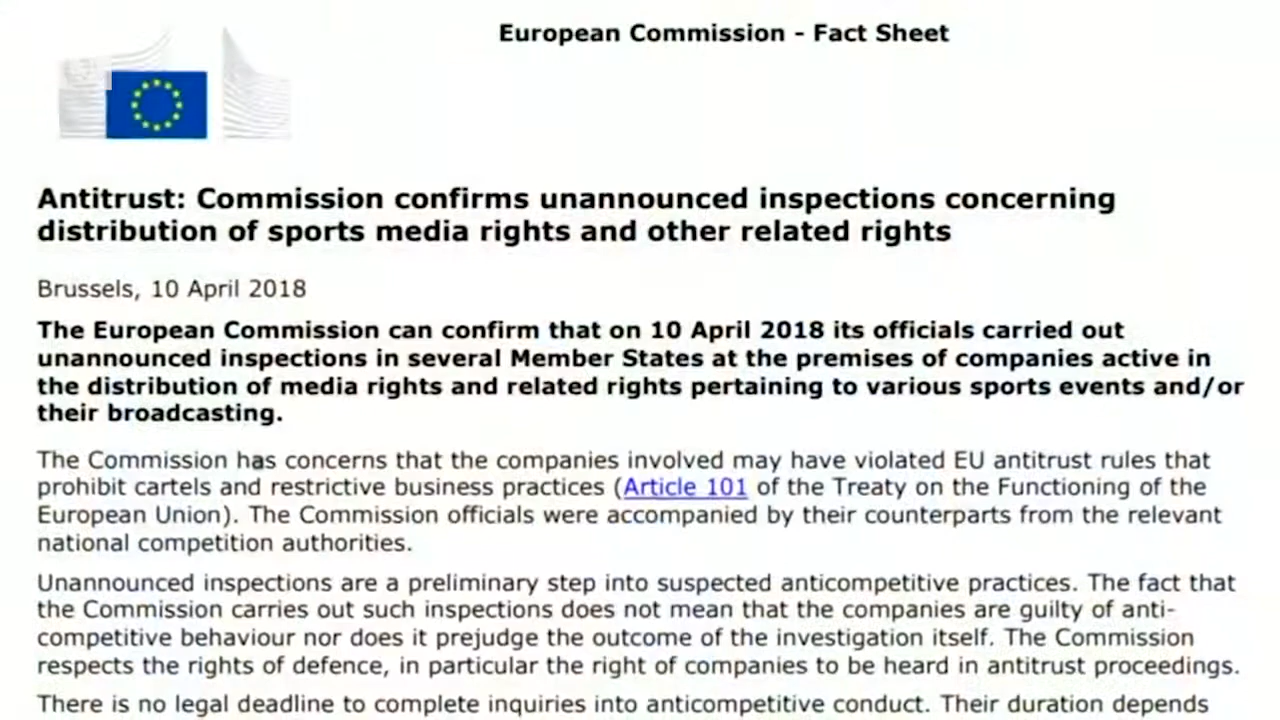 European Commission - Fact Sheet
Antitrust: Commission confirms unannounced inspections concerning
distribution of sports media rights and other related rights
Brussels, 10 April 2018
The European Commission can confirm that on 10 April 2018 its officials carried out
unannounced inspections in several Member States at the premises of companies active in
the distribution of media rights and related rights pertaining to various sports events and/or
their broadcasting.
The Commission has concerns that the companies involved may have violated EU antitrust rules that
prohibit cartels and restrictive business practices (Article 101 of the Treaty on the Functioning of the
European Union). The Commission officials were accompanied by their counterparts from the relevant
national competition authorities.
Unannounced inspections are a preliminary step into suspected anticompetitive practices. The fact that
the Commission carries out such inspections does not mean that the companies are guilty of anti-
competitive behaviour nor does it prejudge the outcome of the investigation itself. The Commission
respects the rights of defence, in particular the right of companies to be heard in antitrust proceedings.
There is no legal deadline to complete inquiries into anticompetitive conduct. Their duration depends